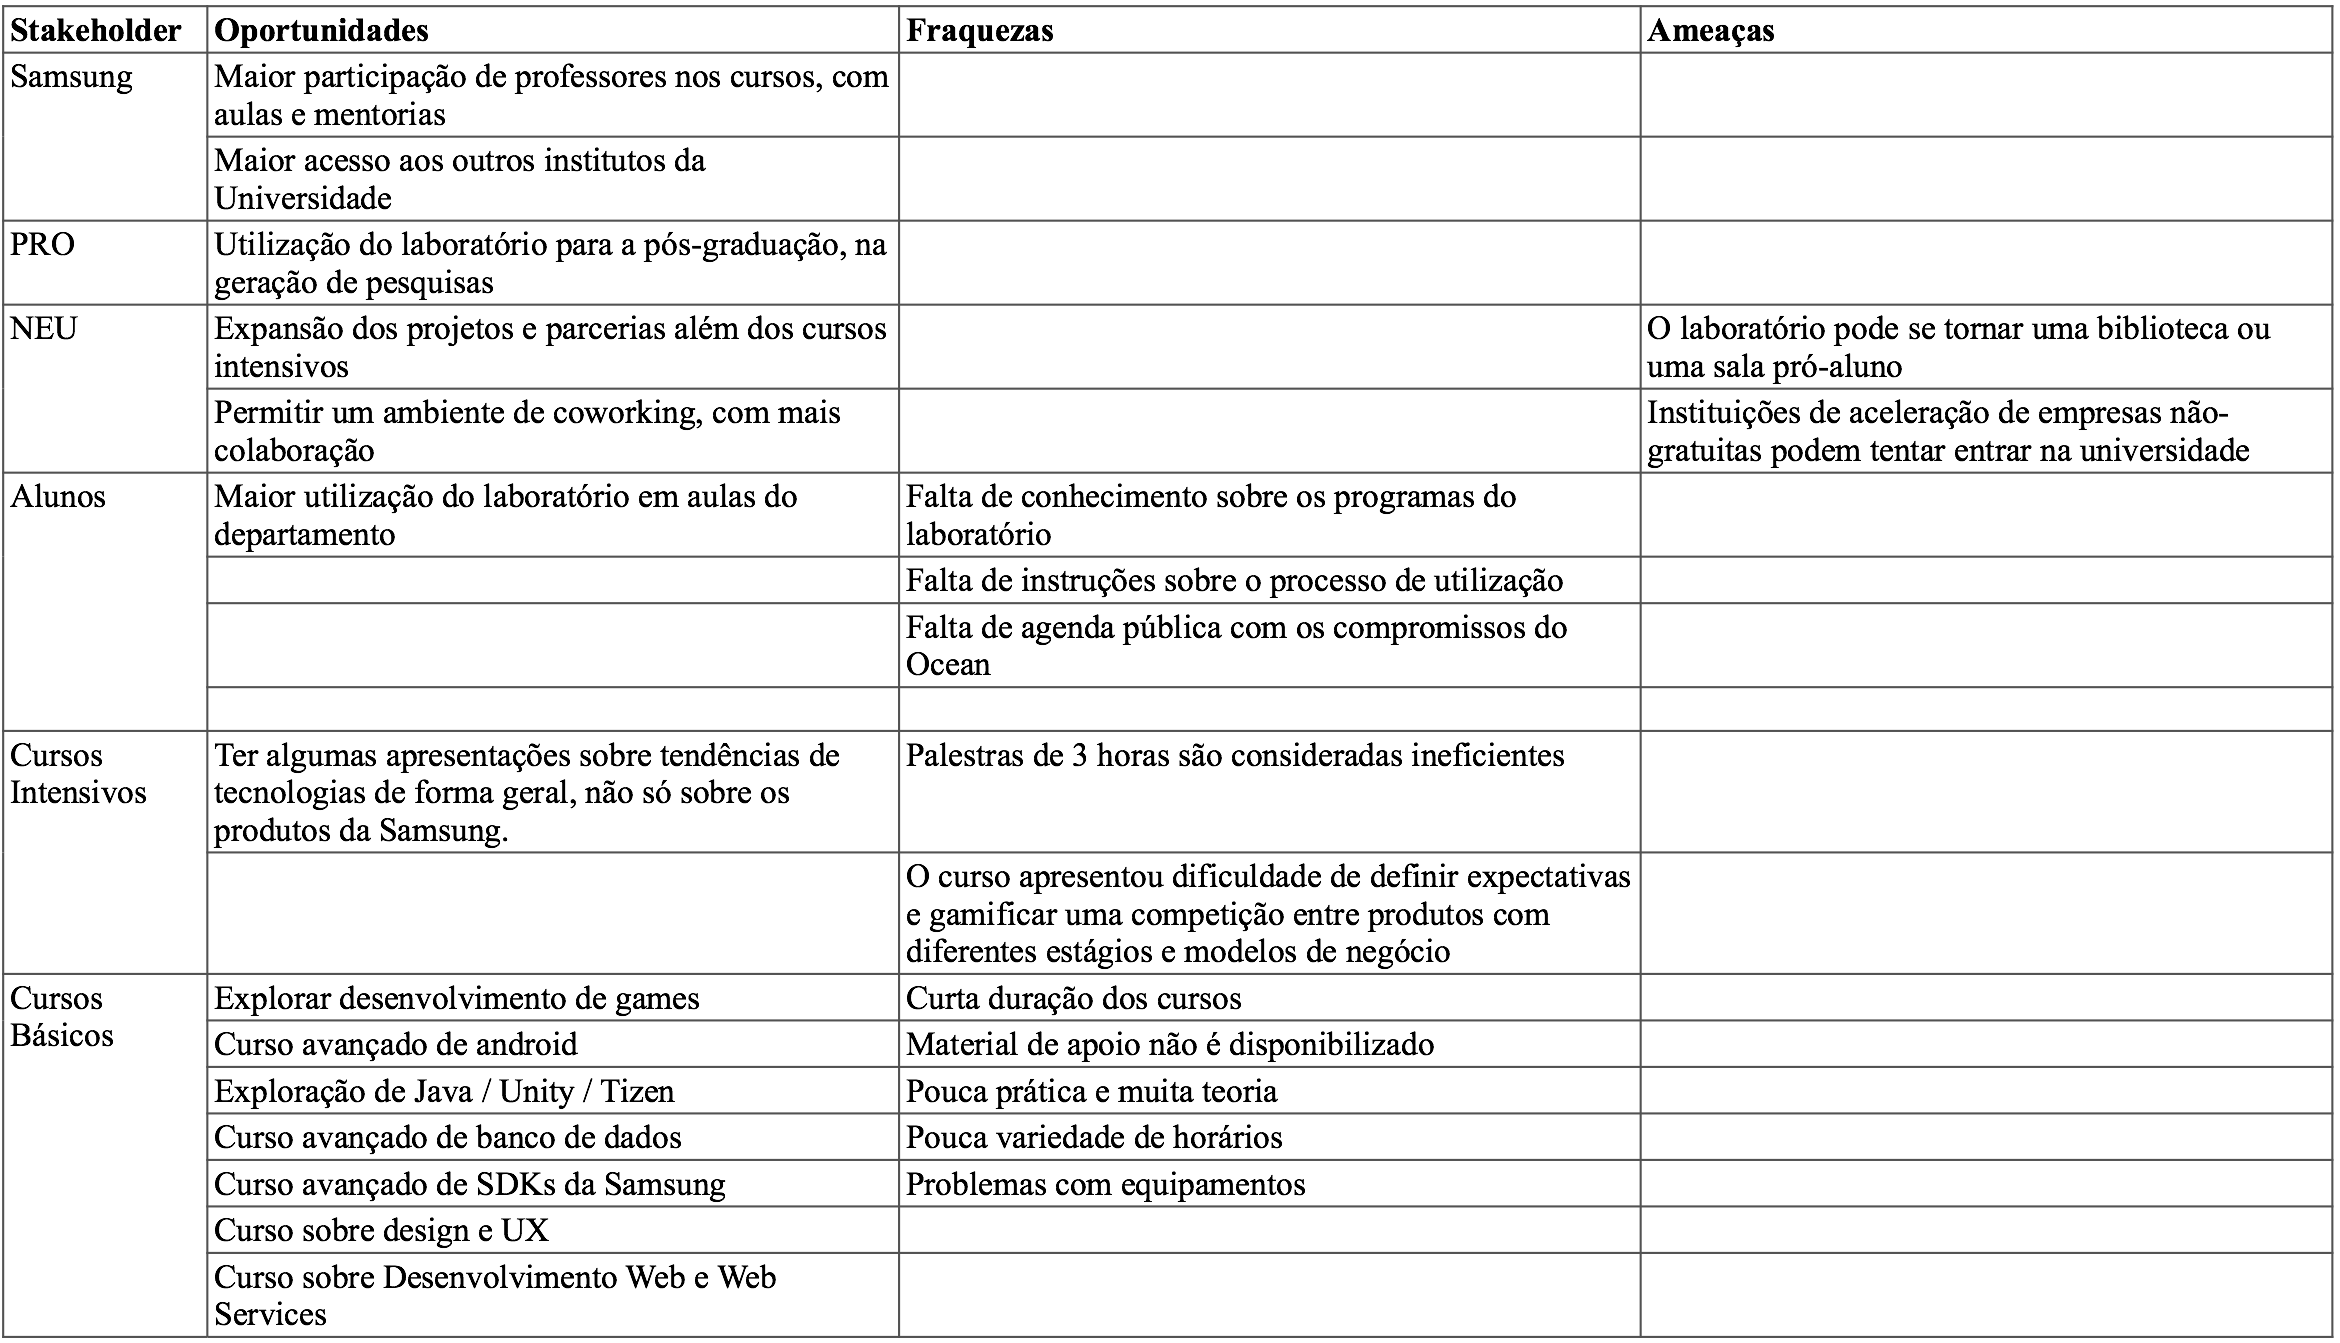 Stakeholder Oportunidades Fraquezas Ameaças
Samsung Maior participação de professores nos cursos, com
aulas e mentorias
Maior acesso aos outros institutos da
Universidade
PRO Utilização do laboratório para a pós-graduação, na
geração de pesquisas
NEU Expansão dos projetos e parcerias além dos cursos
intensivos
O laboratório pode se tornar uma biblioteca ou
uma sala pró-aluno
Permitir um ambiente de coworking, com mais
colaboração
Instituições de aceleração de empresas não-
gratuitas podem tentar entrar na universidade
Alunos Maior utilização do laboratório em aulas do
departamento
Falta de conhecimento sobre os programas do
laboratório
Falta de instruções sobre o processo de utilização
Falta de agenda pública com os compromissos do
Ocean
Cursos
Intensivos
Ter algumas apresentações sobre tendências de
tecnologias de forma geral, não só sobre os
produtos da Samsung.
Palestras de 3 horas são consideradas ineficientes
O curso apresentou dificuldade de definir expectativas
e gamificar uma competição entre produtos com
diferentes estágios e modelos de negócio
Cursos
Básicos
Explorar desenvolvimento de games Curta duração dos cursos
Curso avançado de android Material de apoio não é disponibilizado
Exploração de Java / Unity / Tizen Pouca prática e muita teoria
Curso avançado de banco de dados Pouca variedade de horários
Curso avançado de SDKs da Samsung Problemas com equipamentos
Curso sobre design e UX
Curso sobre Desenvolvimento Web e Web
Services